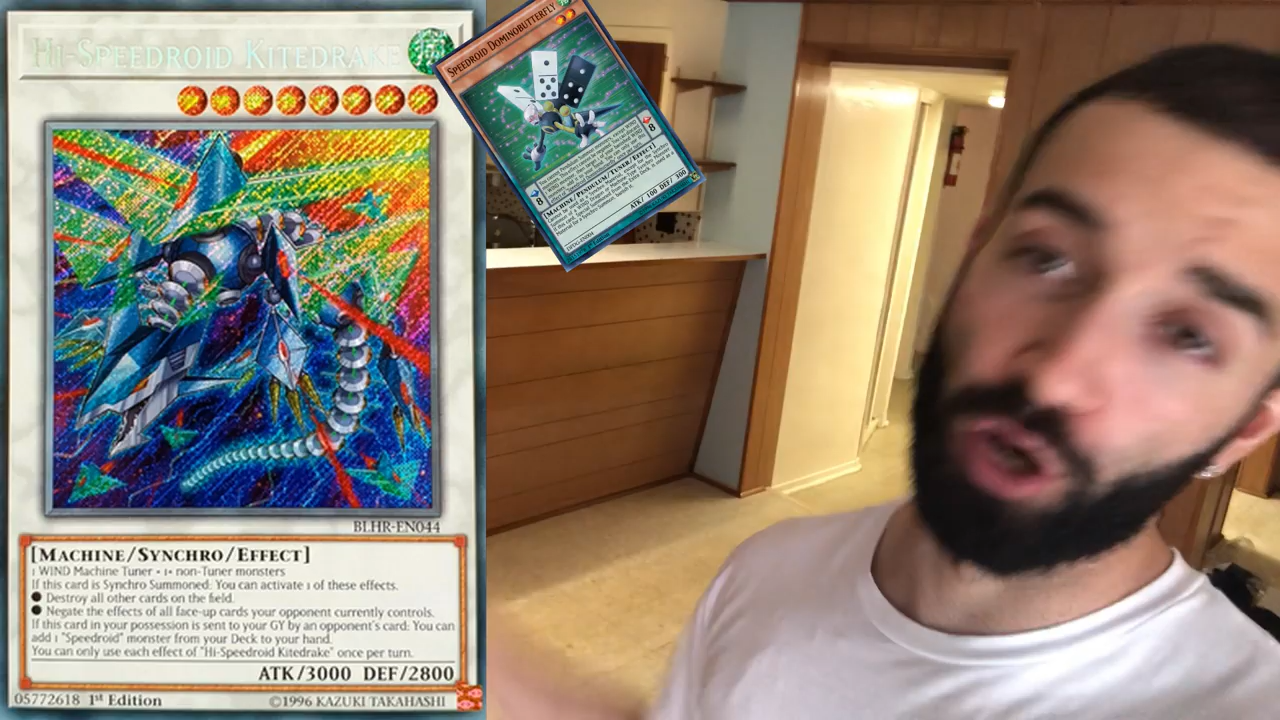 Hi-Speedroid Kitedrake
BLHR-EN044
[Machine/Synchro/Effect]
1 WIND Machine Tuner + 1+ non-Tuner monsters
If this card is Synchro Summoned: You can activate 1 of these effects.
● Destroy all other cards on the field.
● Negate the effects of all face-up cards your opponent currently controls.
If this card in your possession is sent to your GY by an opponent's card: You can
add 1 "Speedroid" monster from your Deck to your hand.
You can only use each effect of "Hi-Speedroid Kitedrake" once per turn.
ATK/3000 DEF/2800
05772618 1st Edition
©1996 KAZUKI TAKAHASHI
Speedroid Dominobutterfly
8
8
[Machine/Pendulum/Tuner/Effect]
ATK/ 100 DEF/ 300